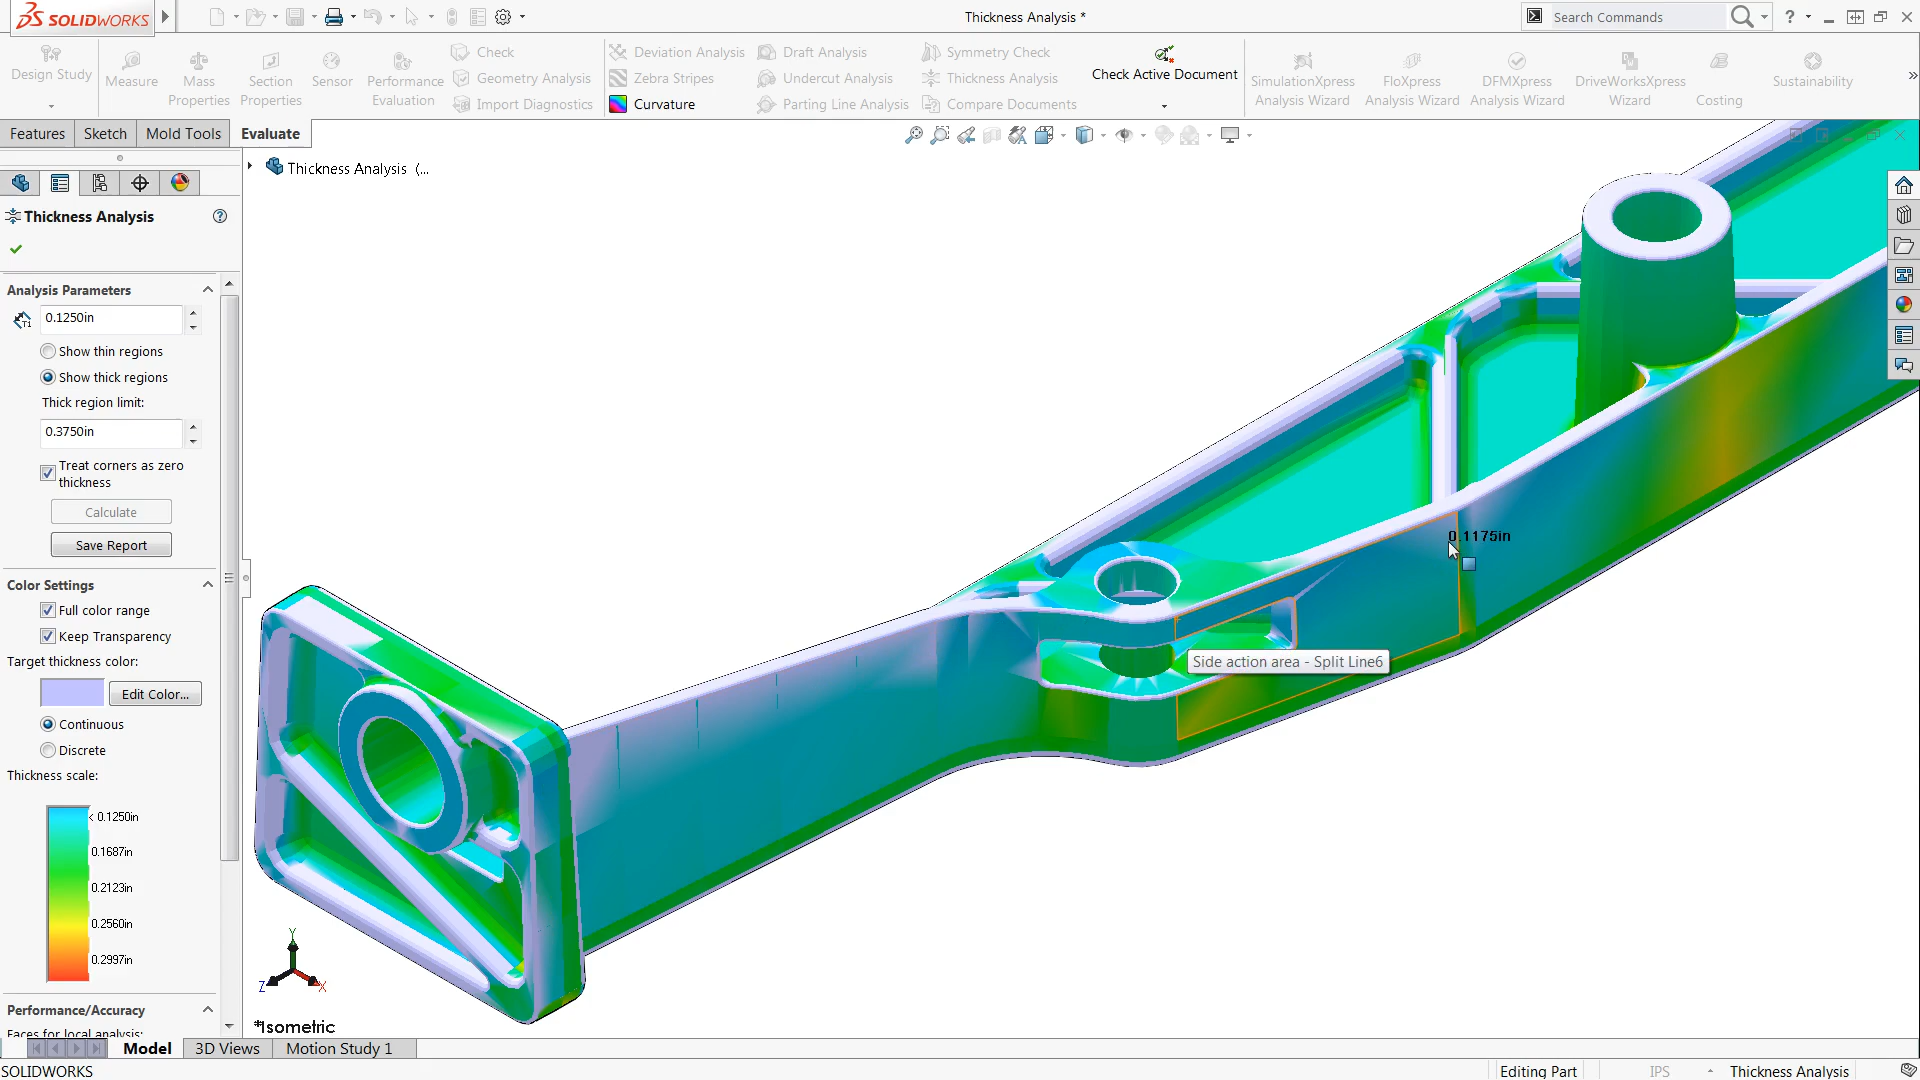 SOLIDWORKS
Thickness Analysis *
Search Commands
?
Design Study
Measure
Mass
Properties
Section
Properties
Sensor
Performance
Evaluation
Check
Geometry Analysis
Import Diagnostics
Deviation Analysis
Zebra Stripes
Curvature
Draft Analysis
Undercut Analysis
Parting Line Analysis
Symmetry Check
Thickness Analysis
Compare Documents
Check Active Document
SimulationXpress
Analysis Wizard
FloXpress
Analysis Wizard
DFMXpress
Analysis Wizard
DriveWorksXpress
Wizard
Costing
Sustainability
»
Features
Sketch
Mold Tools
Evaluate
Thickness Analysis (...
Thickness Analysis
?
Analysis Parameters
T1
0.1250in
Show thin regions
Show thick regions
Thick region limit:
0.3750in
Treat corners as zero
thickness
Calculate
Save Report
Color Settings
Full color range
Keep Transparency
Target thickness color:
Edit Color...
Continuous
Discrete
Thickness scale:
< 0.1250in
0.1687in
0.2123in
0.2560in
0.2997in
Performance/Accuracy
Faces for local analysis:
0.1175in
Side action area - Split Line6
Y
Z
X
*Isometric
Model
3D Views
Motion Study 1
SOLIDWORKS
Editing Part
IPS
Thickness Analysis